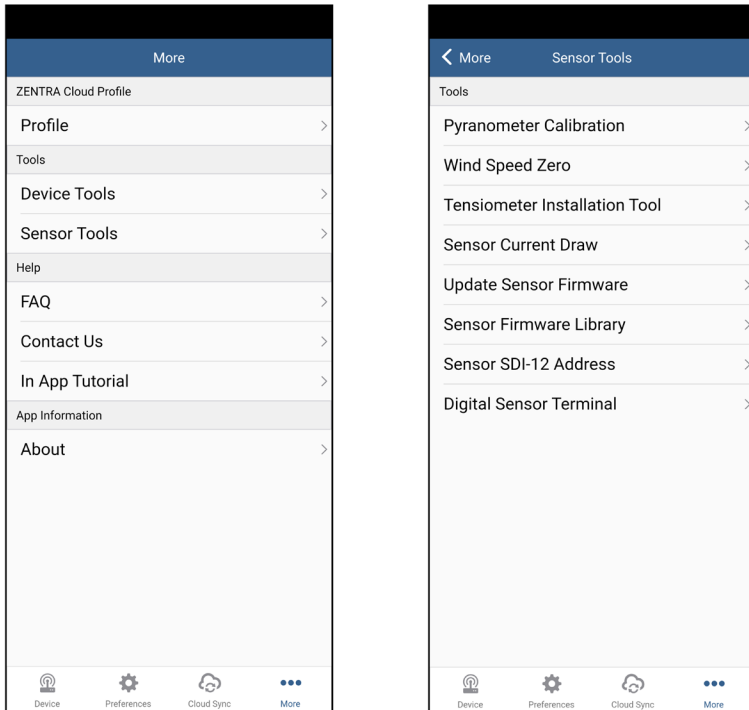 More
ZENTRA Cloud Profile
Profile
Tools
Device Tools
Sensor Tools
Help
FAQ
Contact Us
In App Tutorial
App Information
About
Device Preferences Cloud Sync More
More Sensor Tools
Tools
Pyranometer Calibration
Wind Speed Zero
Tensiometer Installation Tool
Sensor Current Draw
Update Sensor Firmware
Sensor Firmware Library
Sensor SDI-12 Address
Digital Sensor Terminal
Device Preferences Cloud Sync More